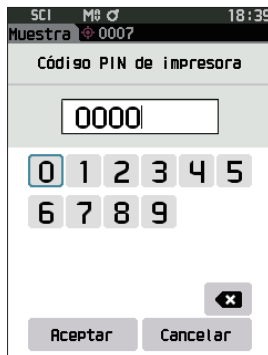 SCI M8 18:39
Muestra 0007
Código PIN de impresora
0000
0 1 2 3 4 5
6 7 8 9
Aceptar Cancelar